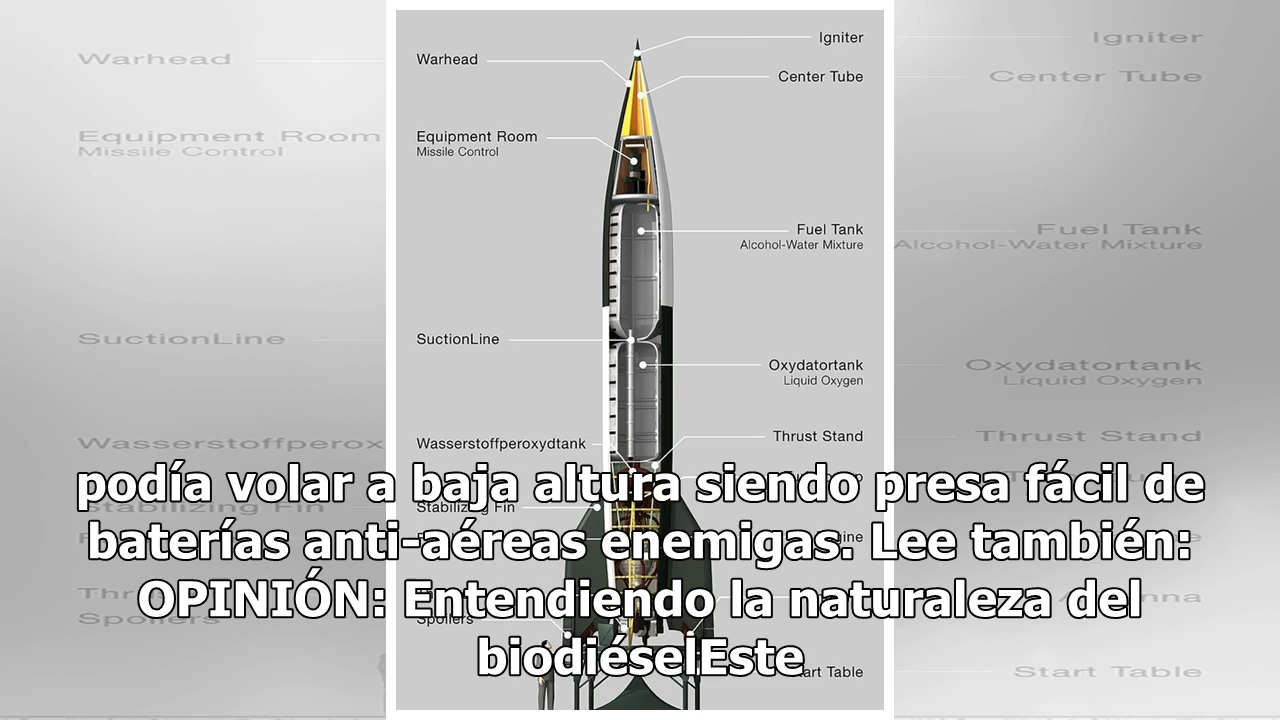 Igniter
Warhead
Center Tube
Equipment Room
Missile Control
Fuel Tank
Alcohol-Water Mixture
SuctionLine
Oxydatortank
Liquid Oxygen
Thrust Stand
Wasserstoffperoxydtank
Stabilizing Fin
Spoilers
Start Table
podía volar a baja altura siendo presa fácil de
baterías anti-aéreas enemigas. Lee también:
OPINIÓN: Entendiendo la naturaleza del
biodiéselEste